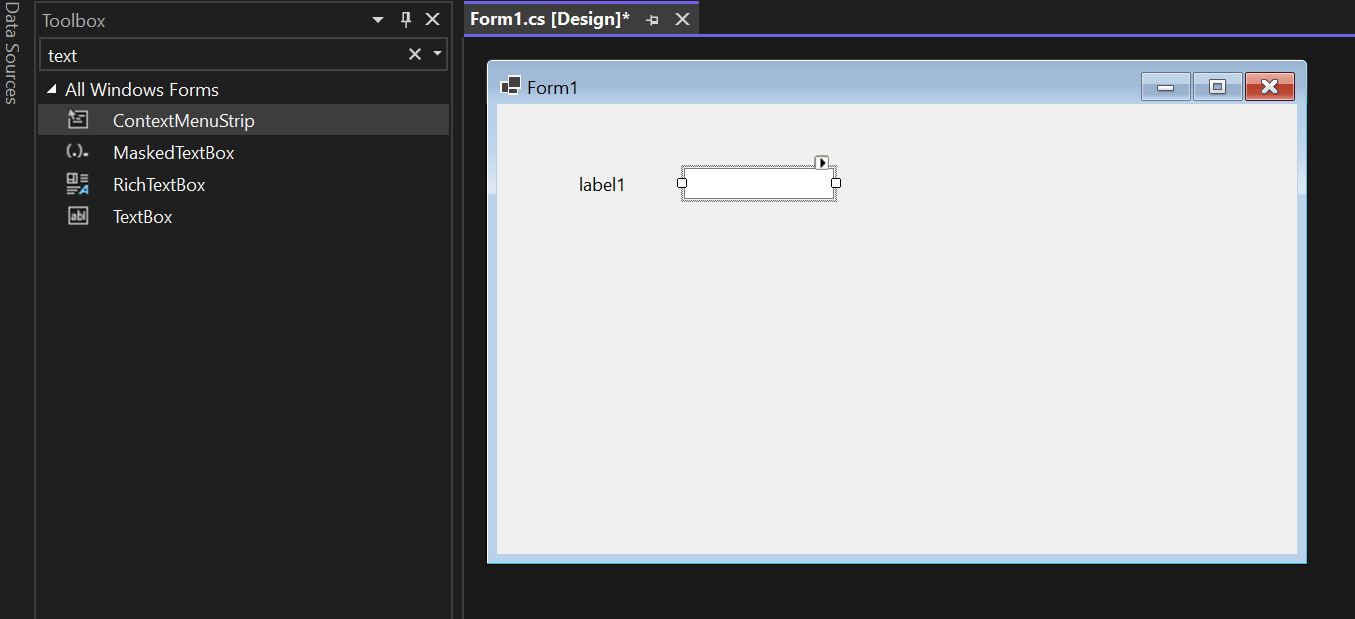 Data Sources
Toolbox
text
All Windows Forms
ContextMenuStrip
MaskedTextBox
RichTextBox
TextBox
Form1.cs [Design]*
Form1
label1